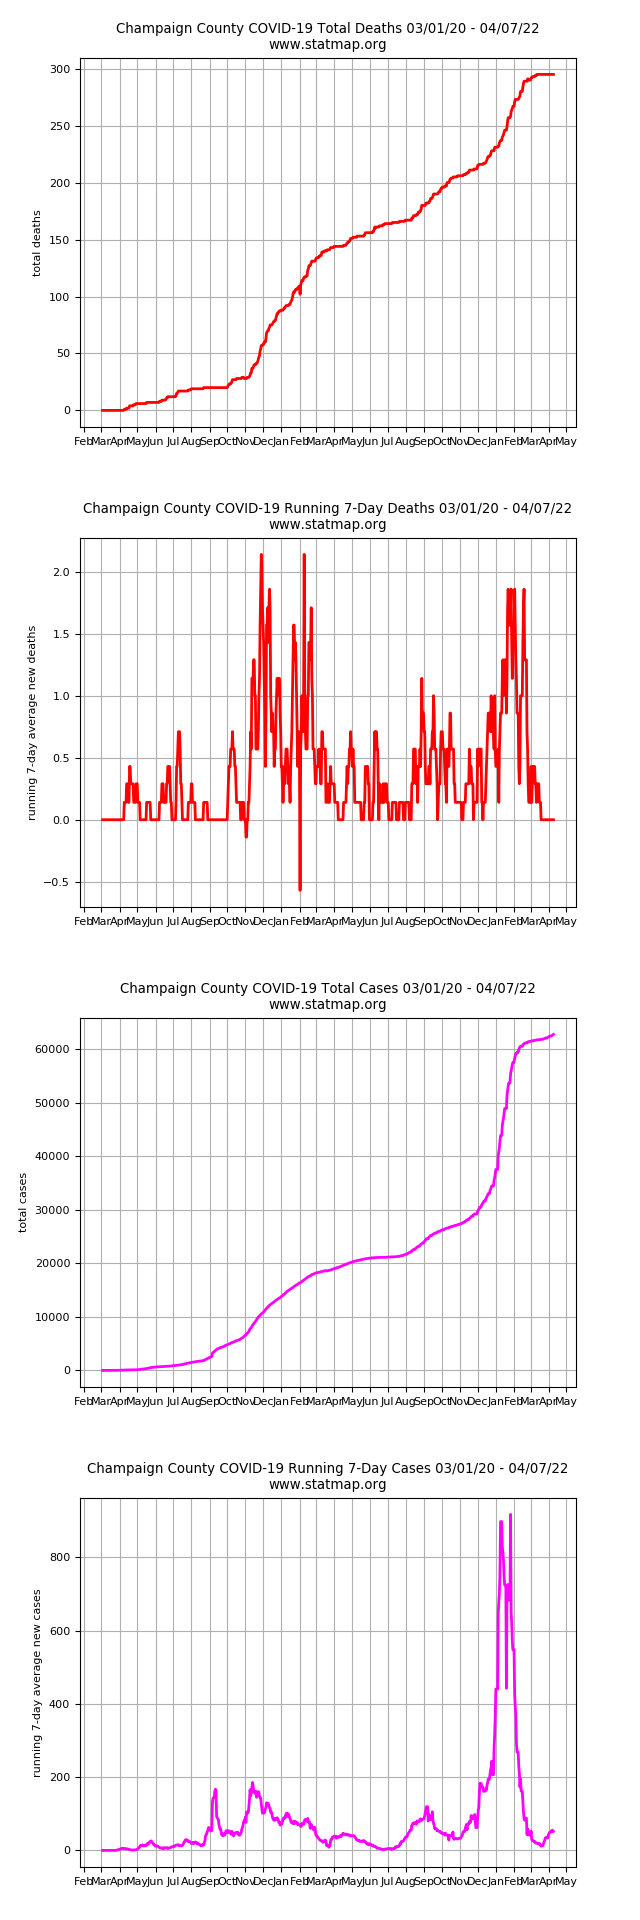 Champaign County COVID-19 Total Deaths 03/01/20 - 04/07/22
www.statmap.org
300
250
200
150
100
50
0
total deaths
Feb Mar Apr May Jun Jul Aug Sep Oct Nov Dec Jan Feb Mar Apr May Jun Jul Aug Sep Oct Nov Dec Jan Feb Mar Apr May
Champaign County COVID-19 Running 7-Day Deaths 03/01/20 - 04/07/22
www.statmap.org
2.0
1.5
1.0
0.5
0.0
−0.5
running 7-day average new deaths
Feb Mar Apr May Jun Jul Aug Sep Oct Nov Dec Jan Feb Mar Apr May Jun Jul Aug Sep Oct Nov Dec Jan Feb Mar Apr May
Champaign County COVID-19 Total Cases 03/01/20 - 04/07/22
www.statmap.org
60000
50000
40000
30000
20000
10000
0
total cases
Feb Mar Apr May Jun Jul Aug Sep Oct Nov Dec Jan Feb Mar Apr May Jun Jul Aug Sep Oct Nov Dec Jan Feb Mar Apr May
Champaign County COVID-19 Running 7-Day Cases 03/01/20 - 04/07/22
www.statmap.org
800
600
400
200
0
running 7-day average new cases
Feb Mar Apr May Jun Jul Aug Sep Oct Nov Dec Jan Feb Mar Apr May Jun Jul Aug Sep Oct Nov Dec Jan Feb Mar Apr May